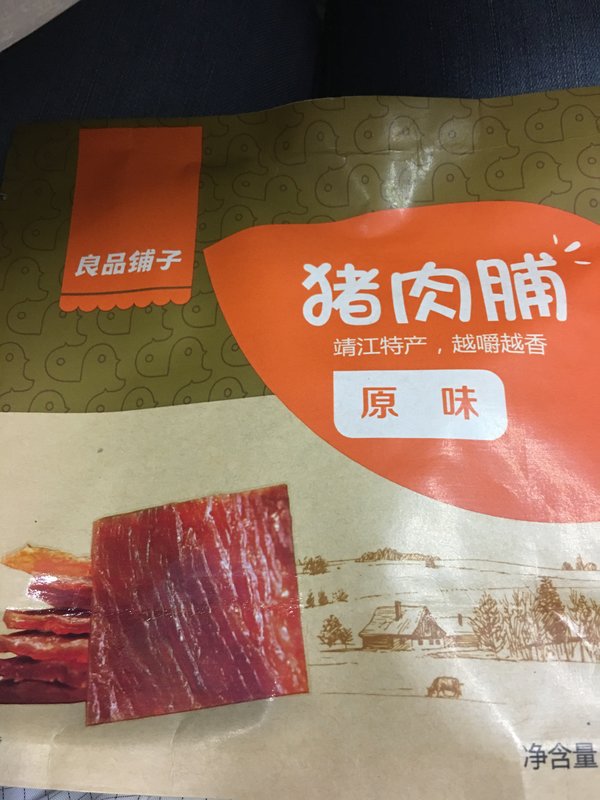 良品铺子
猪肉脯
靖江特产，越嚼越香
原味
净含量